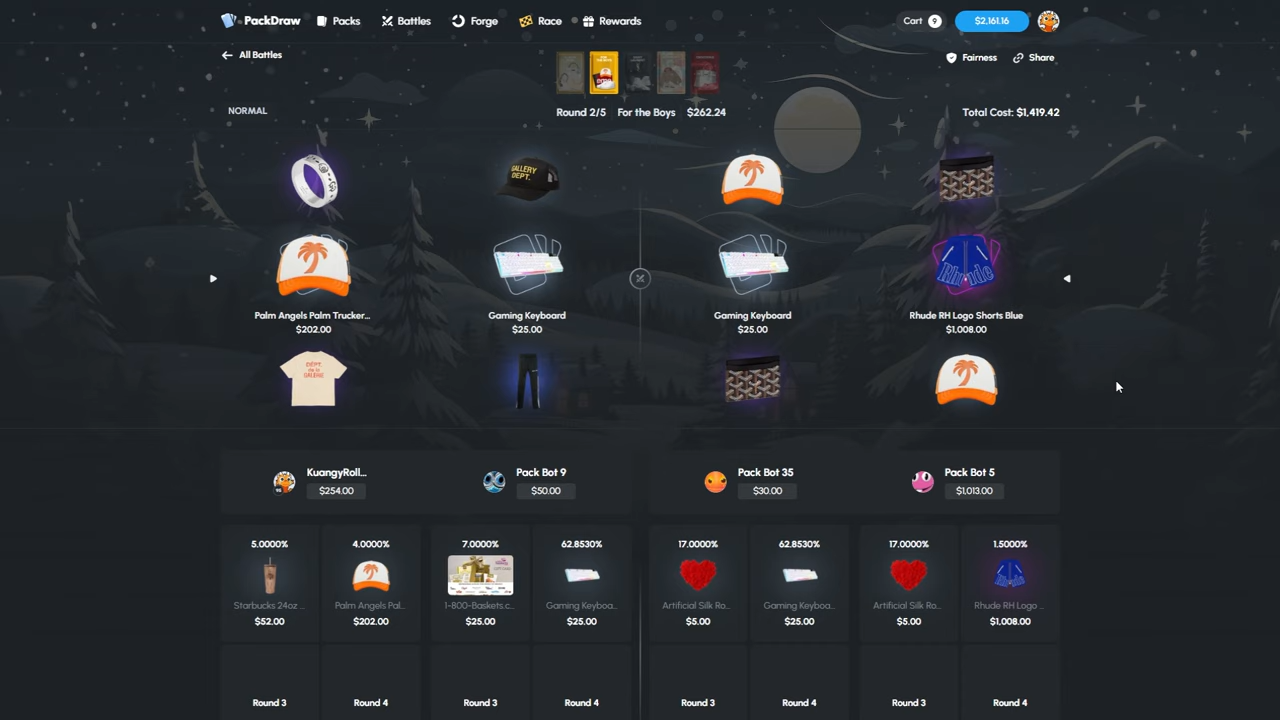 PackDraw Packs Battles Forge Race Rewards Cart 9 $2,161.16
All Battles Fairness Share
NORMAL Round 2/5 For the Boys $262.24 Total Cost: $1,419.42
GALLERY DEPT.
Rhude
Palm Angels Palm Trucker... Gaming Keyboard Gaming Keyboard Rhude RH Logo Shorts Blue
$202.00 $25.00 $25.00 $1,008.00
KuangyRoll... Pack Bot 9 Pack Bot 35 Pack Bot 5
$254.00 $50.00 $30.00 $1,013.00
5.0000% 4.0000% 7.0000% 62.8530% 17.0000% 62.8530% 17.0000% 1.5000%
Starbucks 24oz ... Palm Angels Pal... 1-800-Baskets.c... Gaming Keyboa... Artificial Silk Ro... Gaming Keyboa... Artificial Silk Ro... Rhude RH Logo ...
$52.00 $202.00 $25.00 $25.00 $5.00 $25.00 $5.00 $1,008.00
Round 3 Round 4 Round 3 Round 4 Round 3 Round 4 Round 3 Round 4